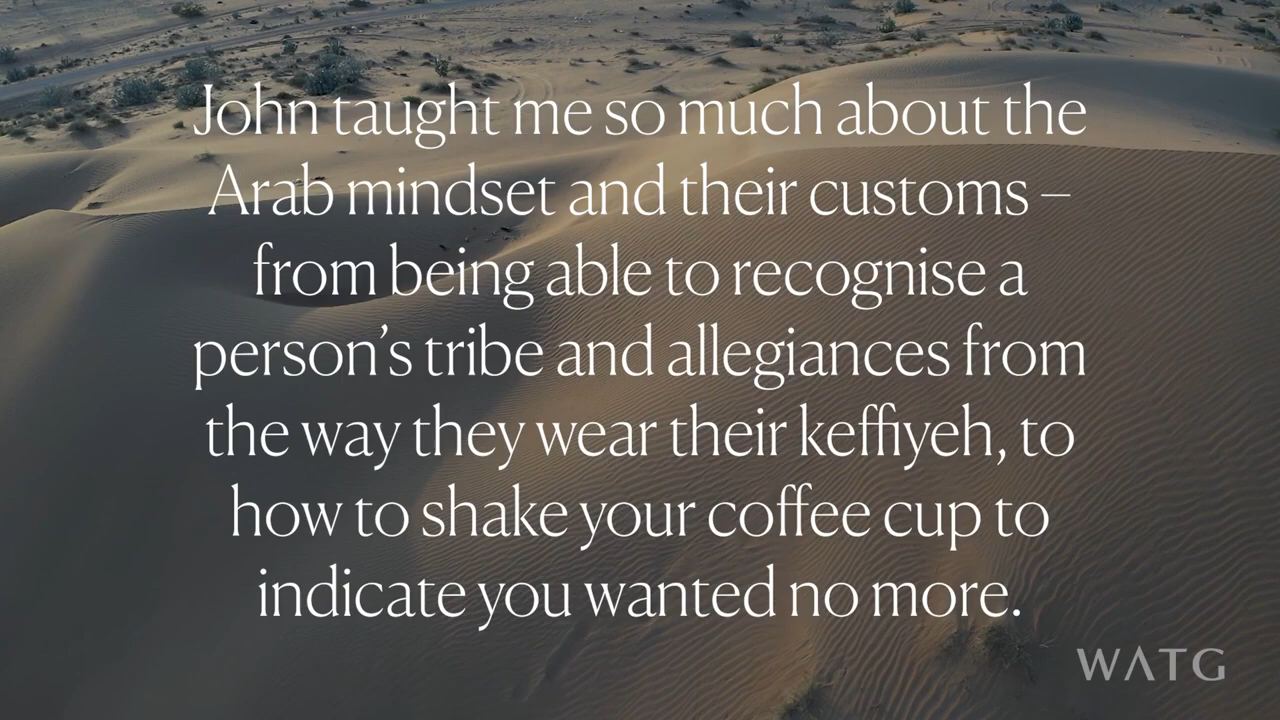 John taught me so much about the
Arab mindset and their customs –
from being able to recognise a
person’s tribe and allegiances from
the way they wear their keffiyeh, to
how to shake your coffee cup to
indicate you wanted no more.
WATG